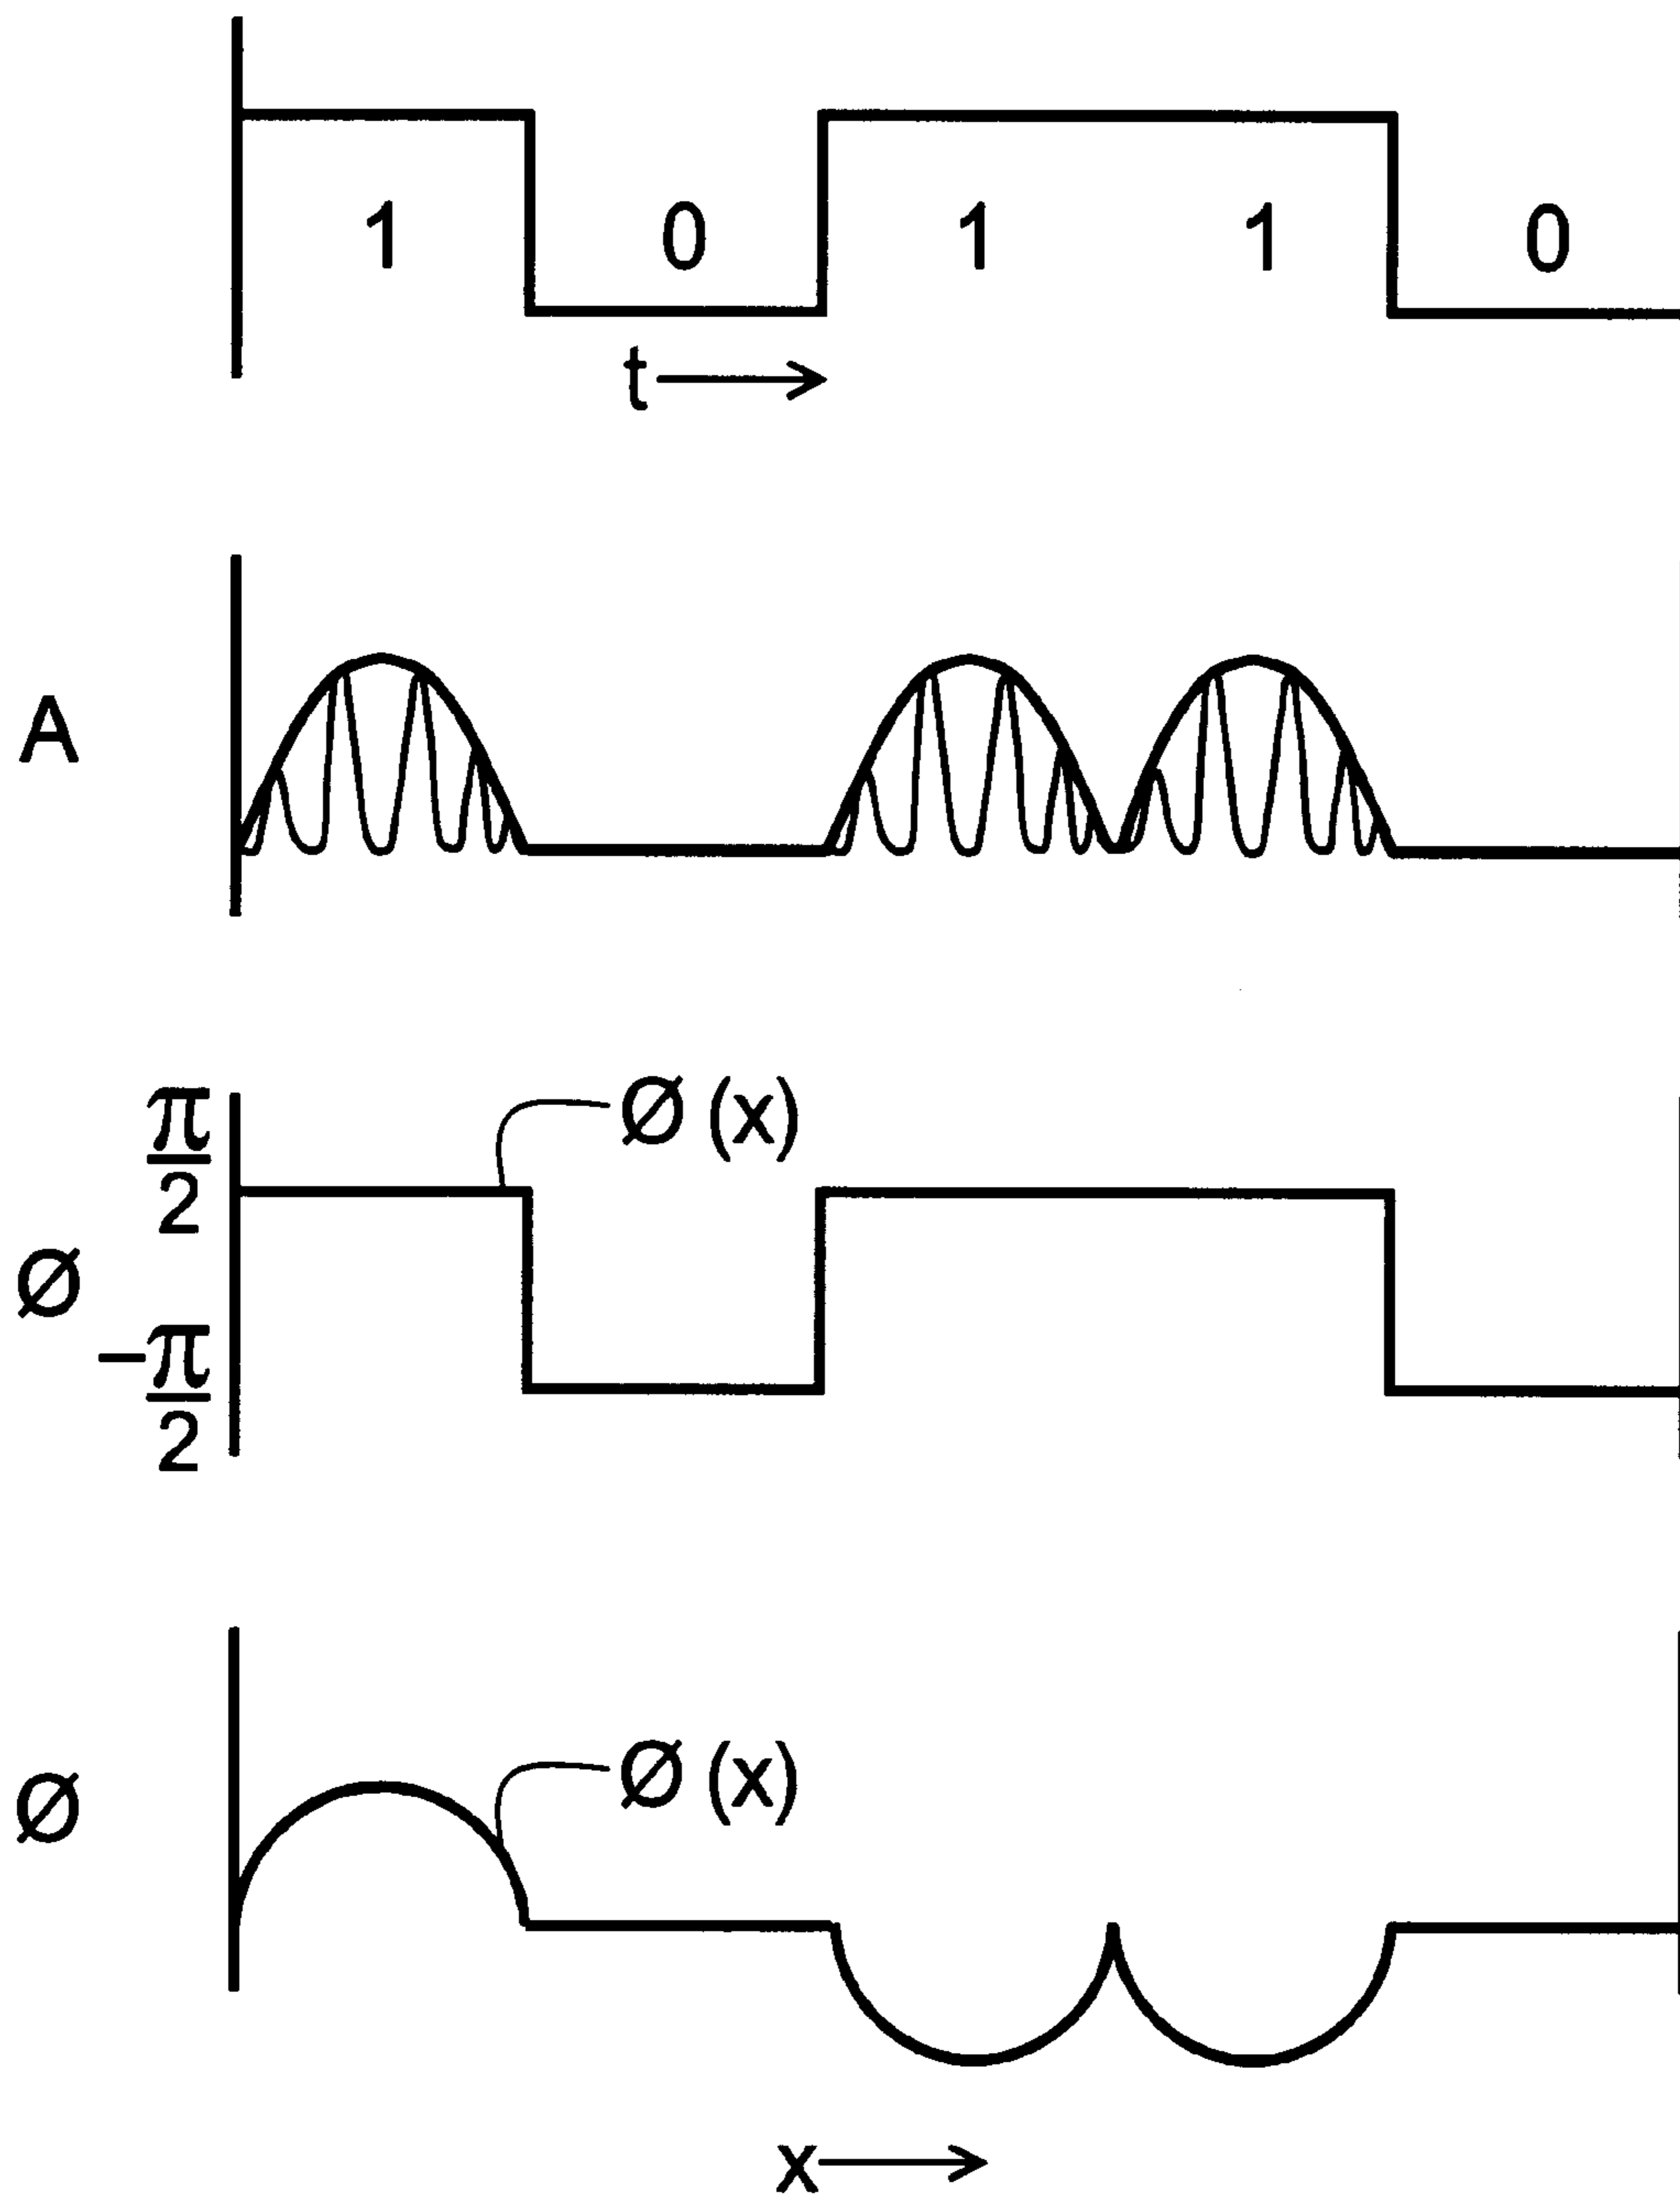 1 0 1 1 0
t
A
π/2
Ø (x)
Ø
-π/2
Ø (x)
Ø
x